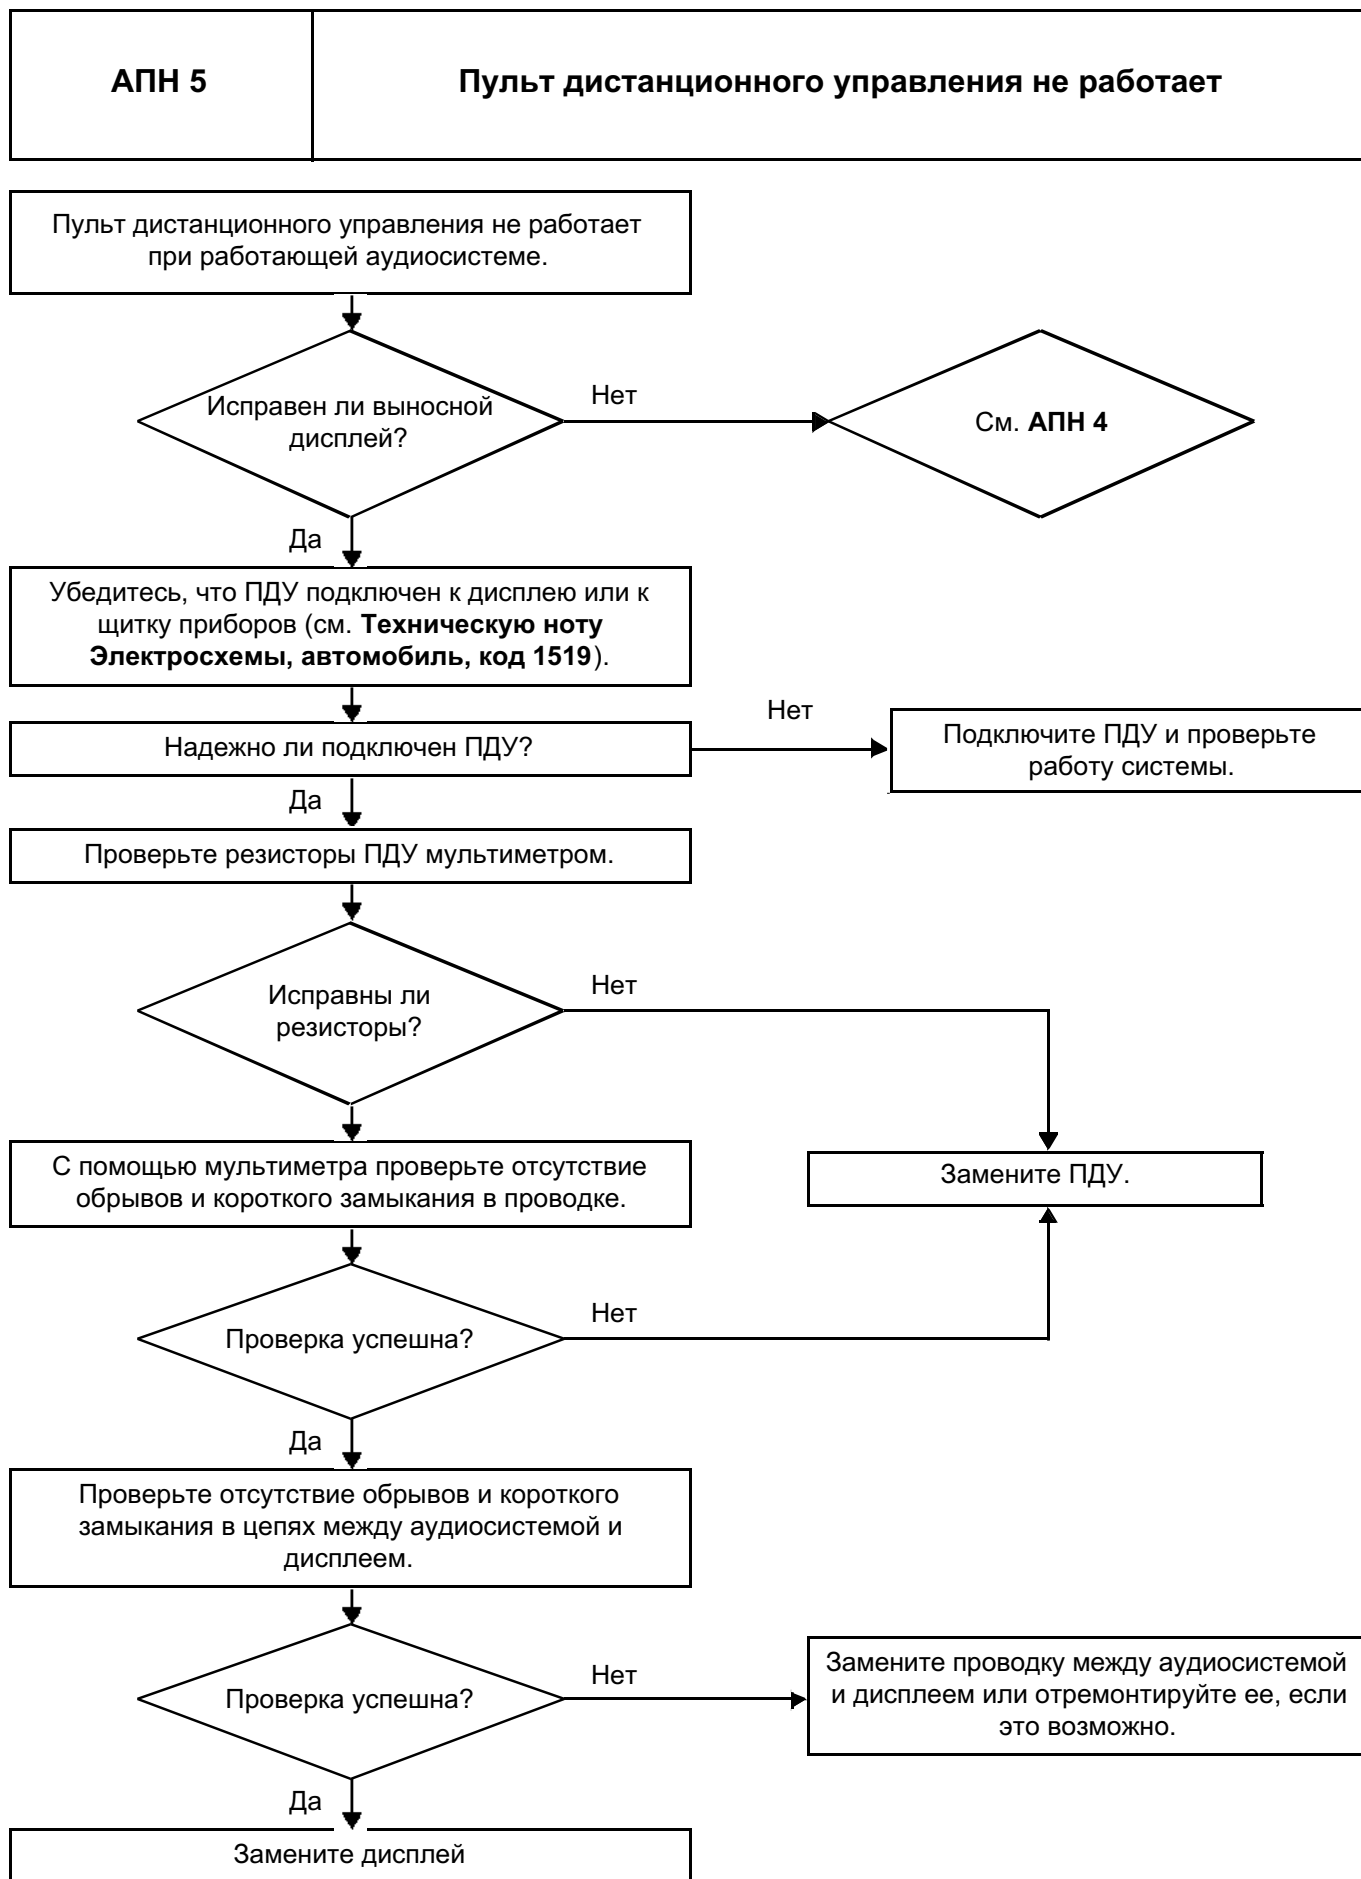 АПН 5
Пульт дистанционного управления не работает
Пульт дистанционного управления не работает
при работающей аудиосистеме.
Исправен ли выносной
дисплей?
Нет
См. АПН 4
Да
Убедитесь, что ПДУ подключен к дисплею или к
щитку приборов (см. Техническую ноту
Электросхемы, автомобиль, код 1519).
Надежно ли подключен ПДУ?
Нет
Подключите ПДУ и проверьте
работу системы.
Да
Проверьте резисторы ПДУ мультиметром.
Исправны ли
резисторы?
Нет
С помощью мультиметра проверьте отсутствие
обрывов и короткого замыкания в проводке.
Замените ПДУ.
Проверка успешна?
Нет
Да
Проверьте отсутствие обрывов и короткого
замыкания в цепях между аудиосистемой и
дисплеем.
Проверка успешна?
Нет
Замените проводку между аудиосистемой
и дисплеем или отремонтируйте ее, если
это возможно.
Да
Замените дисплей